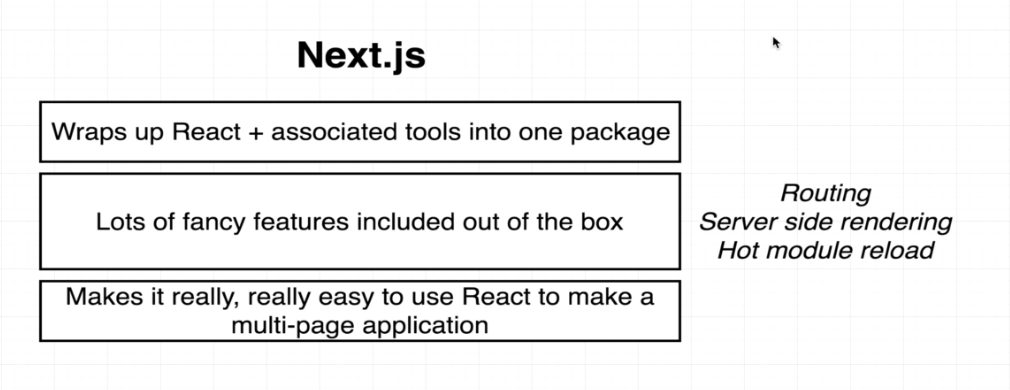 Next.js
Wraps up React + associated tools into one package
Lots of fancy features included out of the box
Routing
Server side rendering
Hot module reload
Makes it really, really easy to use React to make a
multi-page application